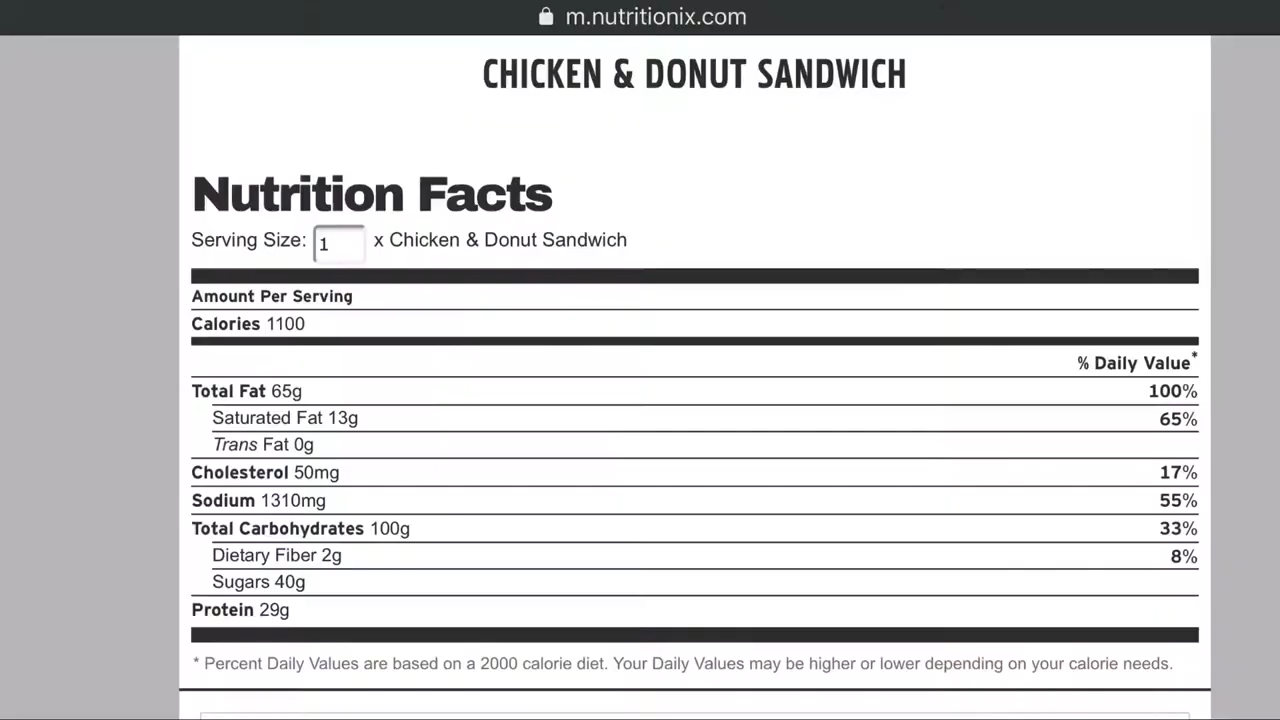 m.nutritionix.com
CHICKEN & DONUT SANDWICH
Nutrition Facts
Serving Size: 1 x Chicken & Donut Sandwich
Amount Per Serving
Calories 1100
% Daily Value*
Total Fat 65g 100%
Saturated Fat 13g 65%
Trans Fat 0g
Cholesterol 50mg 17%
Sodium 1310mg 55%
Total Carbohydrates 100g 33%
Dietary Fiber 2g 8%
Sugars 40g
Protein 29g
* Percent Daily Values are based on a 2000 calorie diet. Your Daily Values may be higher or lower depending on your calorie needs.